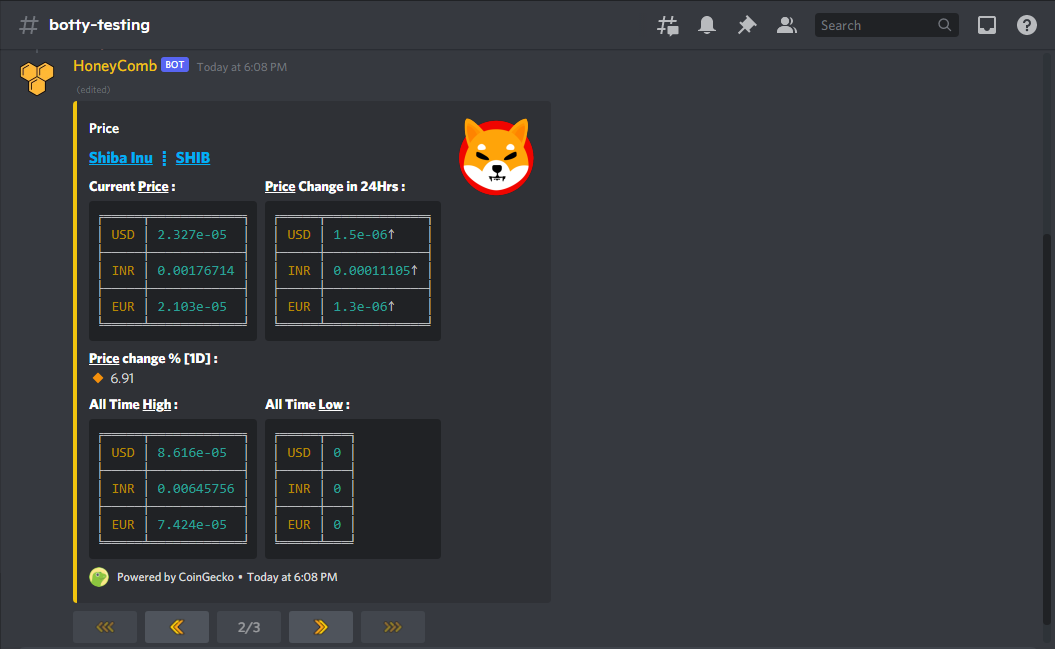 # botty-testing
Search
HoneyComb BOT Today at 6:08 PM
(edited)
Price
Shiba Inu ⋮ SHIB
Current Price : Price Change in 24Hrs :
USD 2.327e-05 USD 1.5e-06↑
INR 0.00176714 INR 0.00011105↑
EUR 2.103e-05 EUR 1.3e-06↑
Price change % [1D] :
6.91
All Time High : All Time Low :
USD 8.616e-05 USD 0
INR 0.00645756 INR 0
EUR 7.424e-05 EUR 0
Powered by CoinGecko • Today at 6:08 PM
2/3